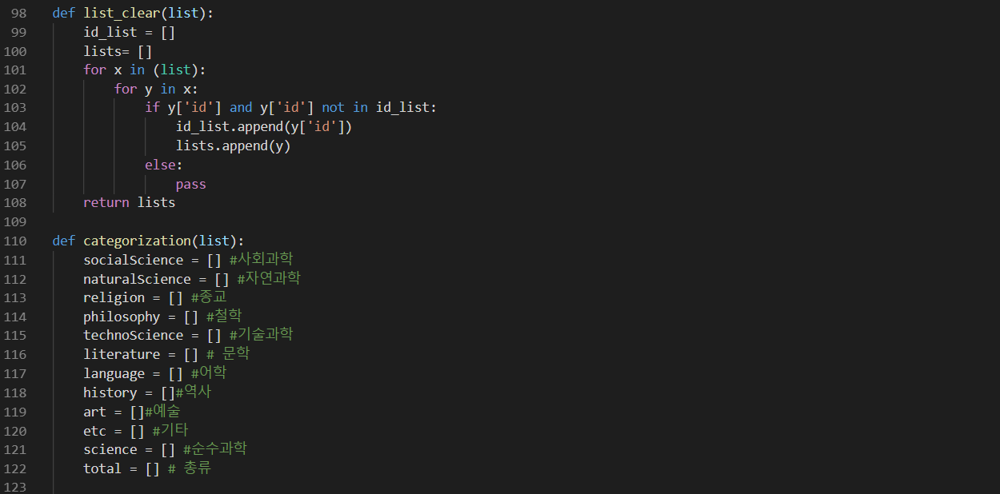 98 def list_clear(list):
99     id_list = []
100     lists= []
101     for x in (list):
102         for y in x:
103             if y['id'] and y['id'] not in id_list:
104                 id_list.append(y['id'])
105                 lists.append(y)
106             else:
107                 pass
108     return lists
109
110 def categorization(list):
111     socialScience = [] #사회과학
112     naturalScience = [] #자연과학
113     religion = [] #종교
114     philosophy = [] #철학
115     technoScience = [] #기술과학
116     literature = [] # 문학
117     language = [] #어학
118     history = []#역사
119     art = []#예술
120     etc = [] #기타
121     science = [] #순수과학
122     total = [] # 총류
123